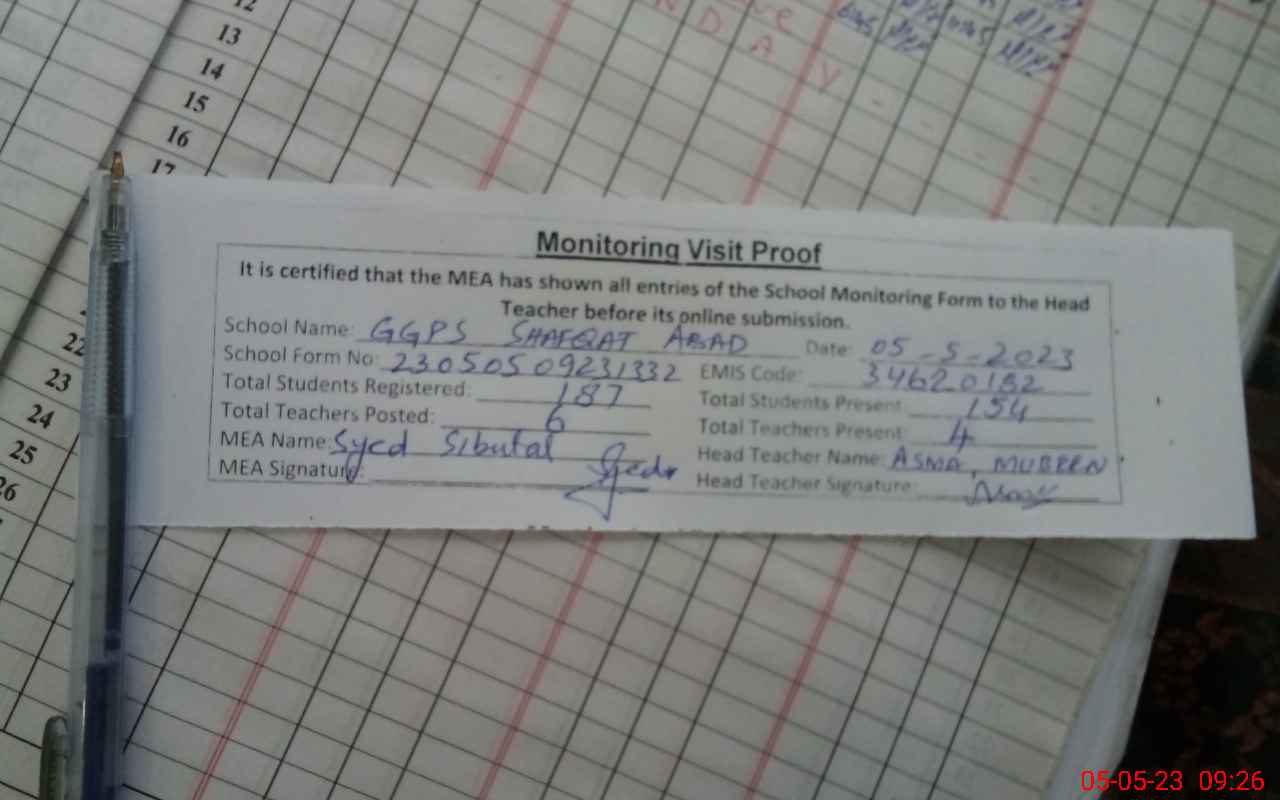 12
13
14
15
16
17
N D A Y
Monitoring Visit Proof
It is certified that the MEA has shown all entries of the School Monitoring Form to the Head
Teacher before its online submission.
School Name: GGPS SHAFQAT ABAD Date: 05-5-2023
School Form No: 23050509231332 EMIS Code: 34620182
Total Students Registered: 187 Total Students Present: 154
Total Teachers Posted: 6 Total Teachers Present: 4
MEA Name: Syed Sibutal Head Teacher Name: ASMA, MUBEEN
MEA Signature: Syed Head Teacher Signature:
22
23
24
25
26
05-05-23 09:26